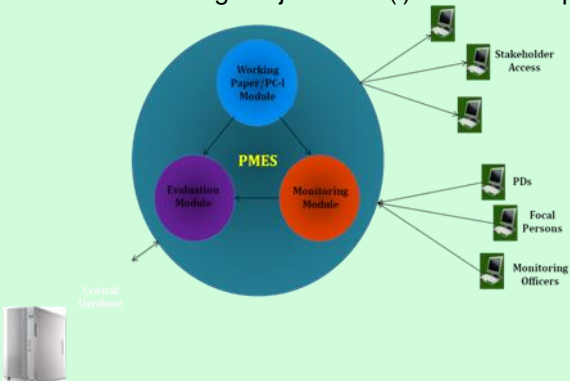 Working
Paper/PC-I
Module
Stakeholder
Access
PMES
Evaluation
Module
Monitoring
Module
PDs
Focal
Persons
Monitoring
Officers
Central
Database